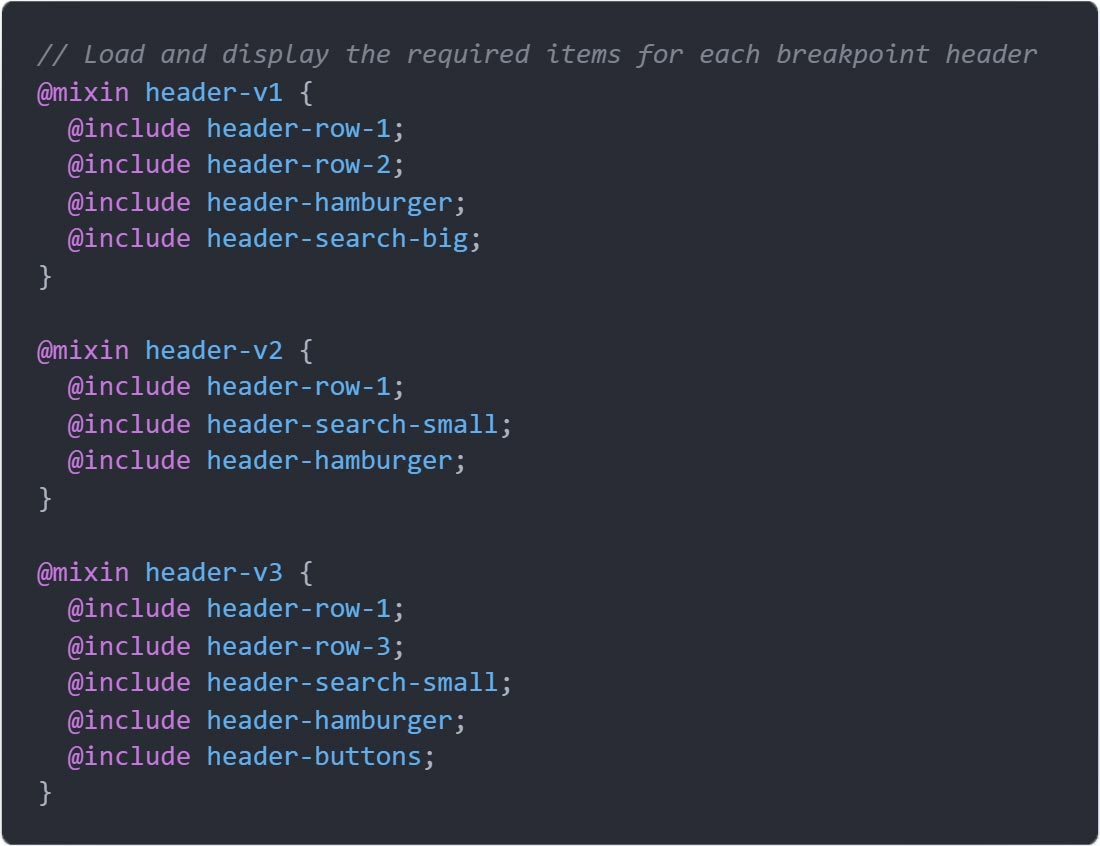 // Load and display the required items for each breakpoint header
@mixin header-v1 {
  @include header-row-1;
  @include header-row-2;
  @include header-hamburger;
  @include header-search-big;
}

@mixin header-v2 {
  @include header-row-1;
  @include header-search-small;
  @include header-hamburger;
}

@mixin header-v3 {
  @include header-row-1;
  @include header-row-3;
  @include header-search-small;
  @include header-hamburger;
  @include header-buttons;
}